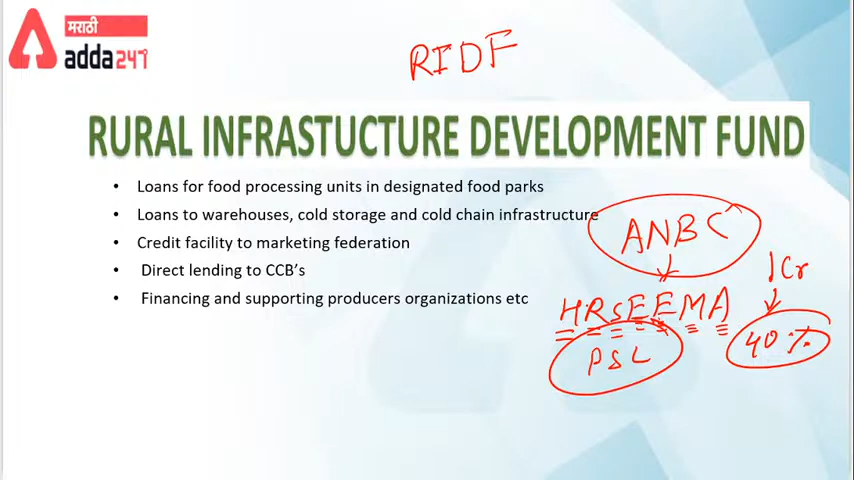 मराठी
adda247
RIDF
RURAL INFRASTUCTURE DEVELOPMENT FUND
• Loans for food processing units in designated food parks
• Loans to warehouses, cold storage and cold chain infrastructure
• Credit facility to marketing federation
• Direct lending to CCB's
• Financing and supporting producers organizations etc
ANBC
1Cr
HRSEEMA
40%
PSL